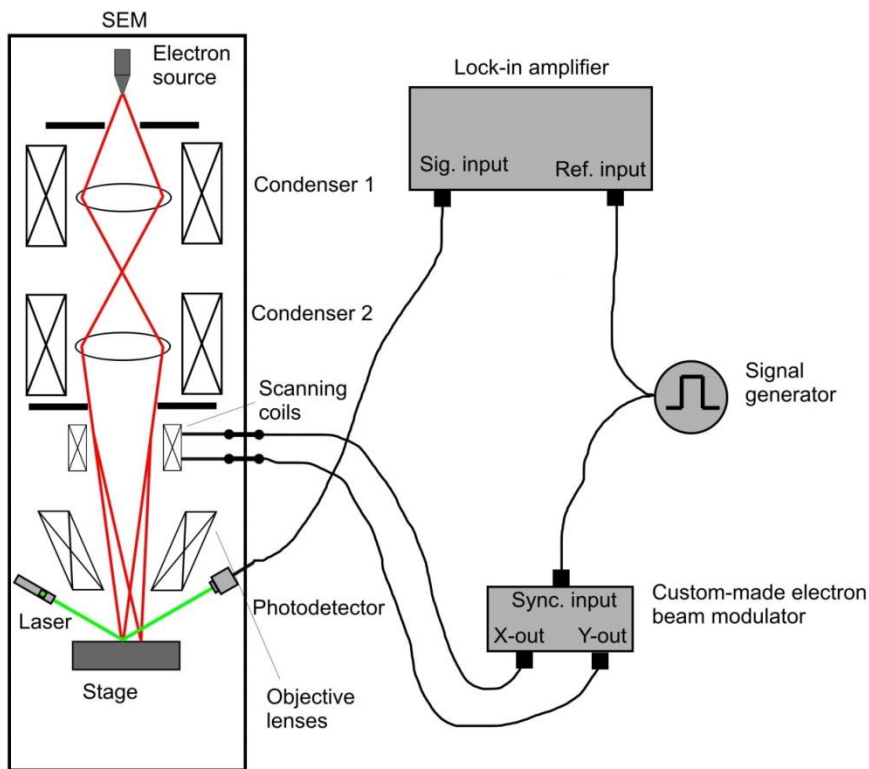 SEM
Electron
source
Condenser 1
Condenser 2
Scanning
coils
Laser
Photodetector
Stage
Objective
lenses
Lock-in amplifier
Sig. input
Ref. input
Signal
generator
Sync. input
X-out
Y-out
Custom-made electron
beam modulator